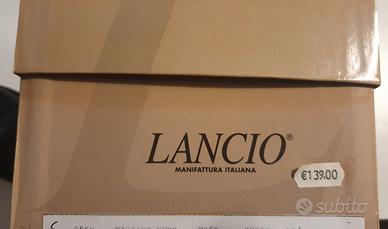 LANCIO®
MANIFATTURA ITALIANA
€139.00
subito